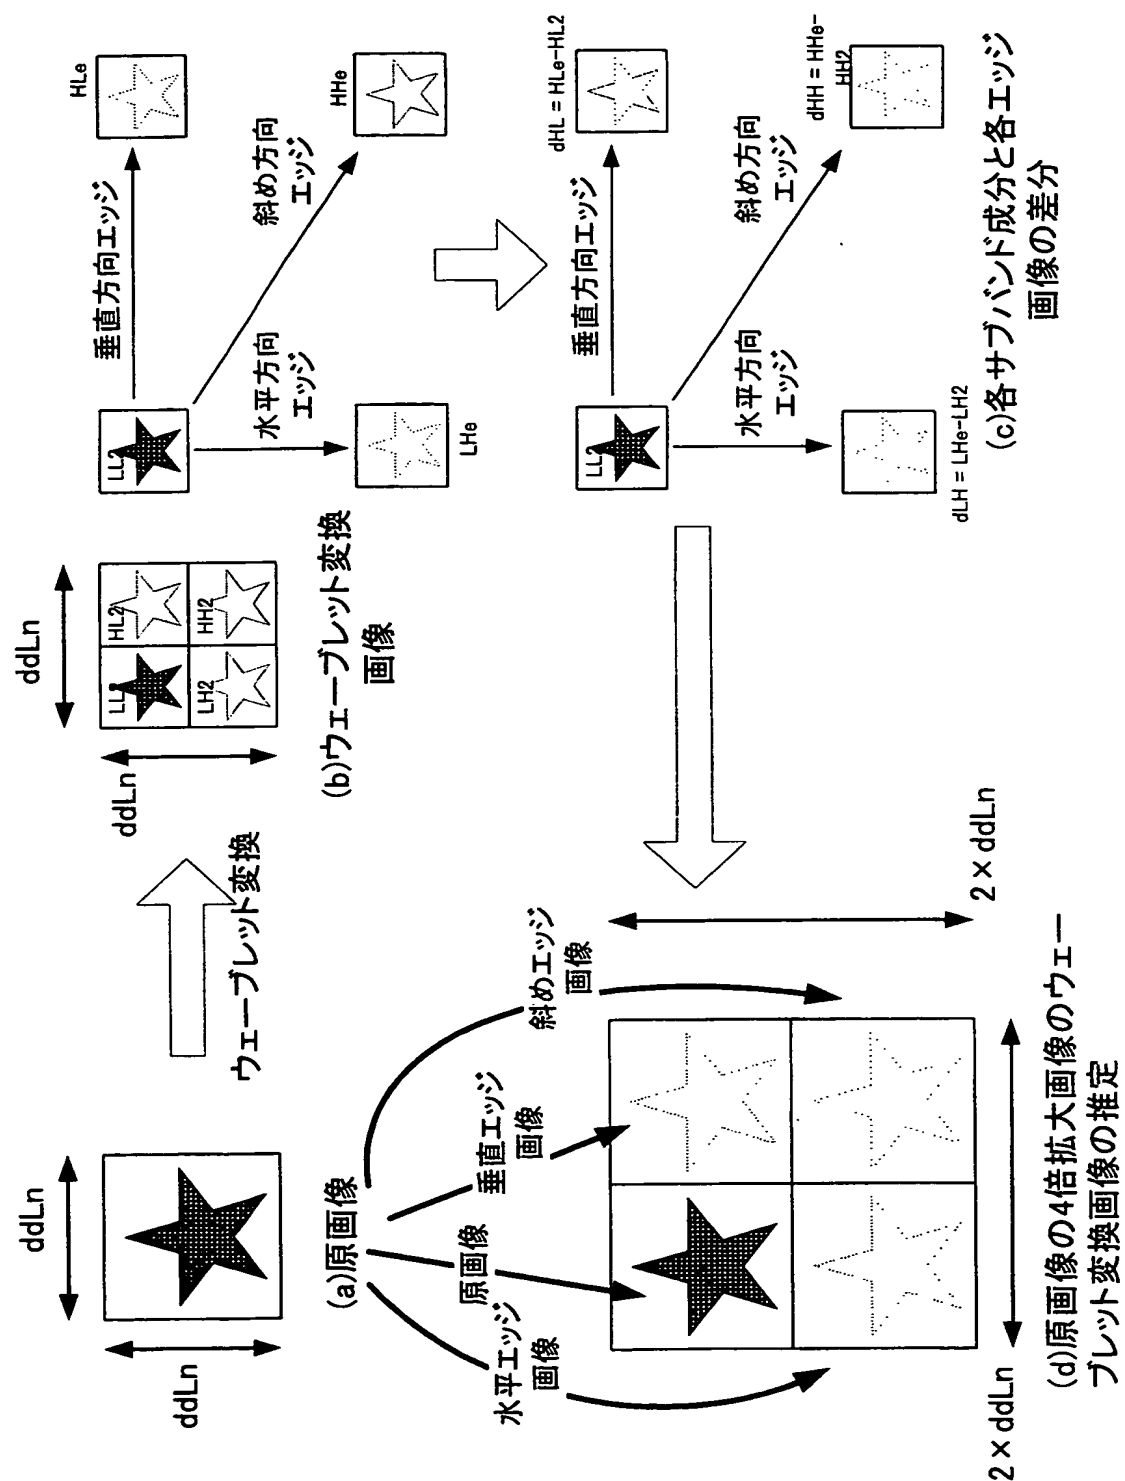 ddLn
ddLn
(a)原画像
ウェーブレット変換
ddLn
ddLn
LL2
HL2
LH2
HH2
(b)ウェーブレット変換
画像
LL2
垂直方向エッジ
HLe
水平方向
エッジ
LHe
斜め方向
エッジ
HHe
LL2
垂直方向エッジ
dHL = HLe-HL2
水平方向
エッジ
dLH = LHe-LH2
斜め方向
エッジ
dHH = HHe-
HH2
(c)各サブバンド成分と各エッジ
画像の差分
水平エッジ
画像
原画像
垂直エッジ
画像
斜めエッジ
画像
2×ddLn
2×ddLn
(d)原画像の4倍拡大画像のウェー
ブレット変換画像の推定